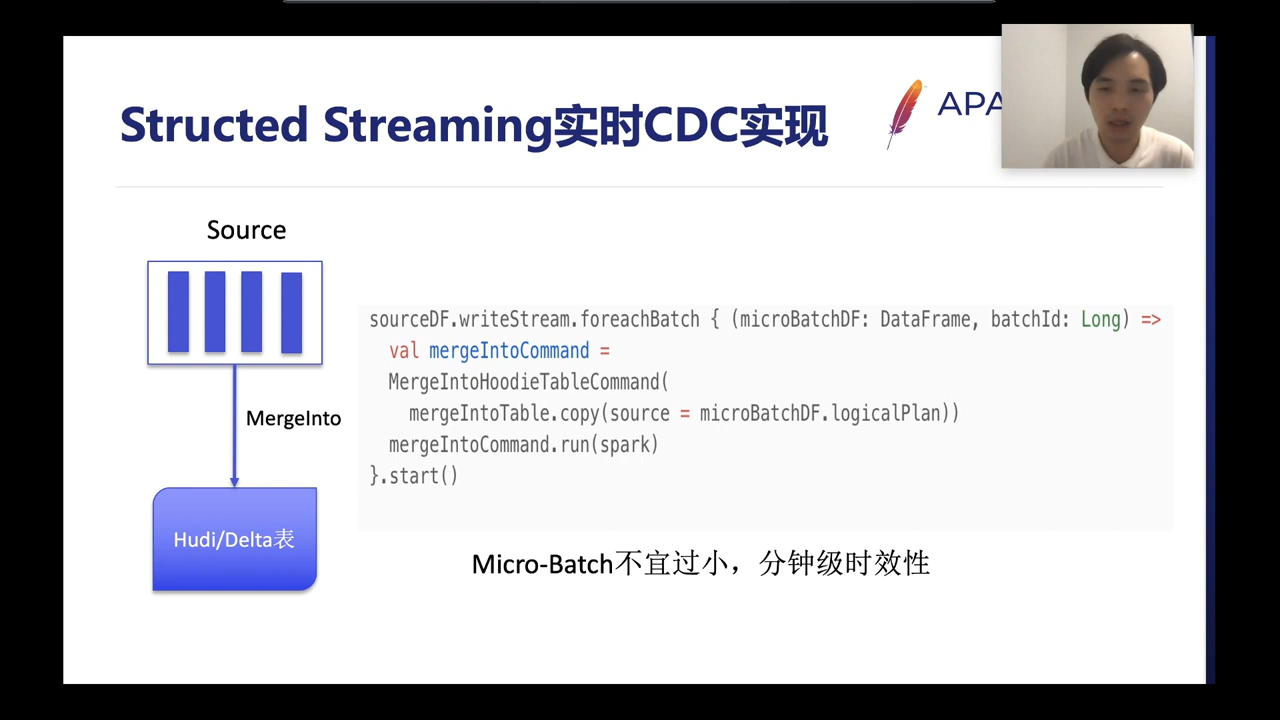 Structed Streaming实时CDC实现
APA
Source
MergeInto
Hudi/Delta表
sourceDF.writeStream.foreachBatch { (microBatchDF: DataFrame, batchId: Long) =>
val mergeIntoCommand =
MergeIntoHoodieTableCommand(
mergeIntoTable.copy(source = microBatchDF.logicalPlan))
mergeIntoCommand.run(spark)
}.start()
Micro-Batch不宜过小，分钟级时效性